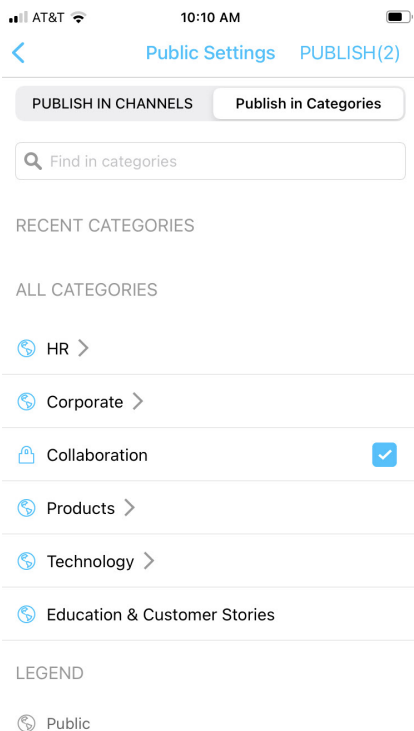 AT&T 10:10 AM
Public Settings PUBLISH(2)
PUBLISH IN CHANNELS Publish in Categories
Find in categories
RECENT CATEGORIES
ALL CATEGORIES
HR
Corporate
Collaboration
Products
Technology
Education & Customer Stories
LEGEND
Public